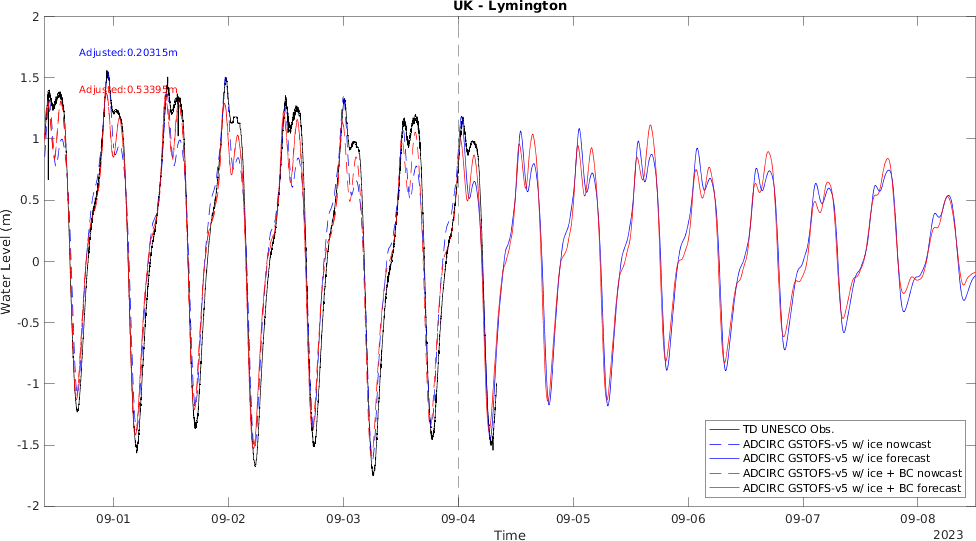 UK - Lymington
2
1.5
1
0.5
0
-0.5
-1
-1.5
-2
Water Level (m)
Adjusted:0.20315m
Adjusted:0.53395m
TD UNESCO Obs.
ADCIRC GSTOFS-v5 w/ ice nowcast
ADCIRC GSTOFS-v5 w/ ice forecast
ADCIRC GSTOFS-v5 w/ ice + BC nowcast
ADCIRC GSTOFS-v5 w/ ice + BC forecast
09-01 09-02 09-03 09-04 09-05 09-06 09-07 09-08
Time
2023